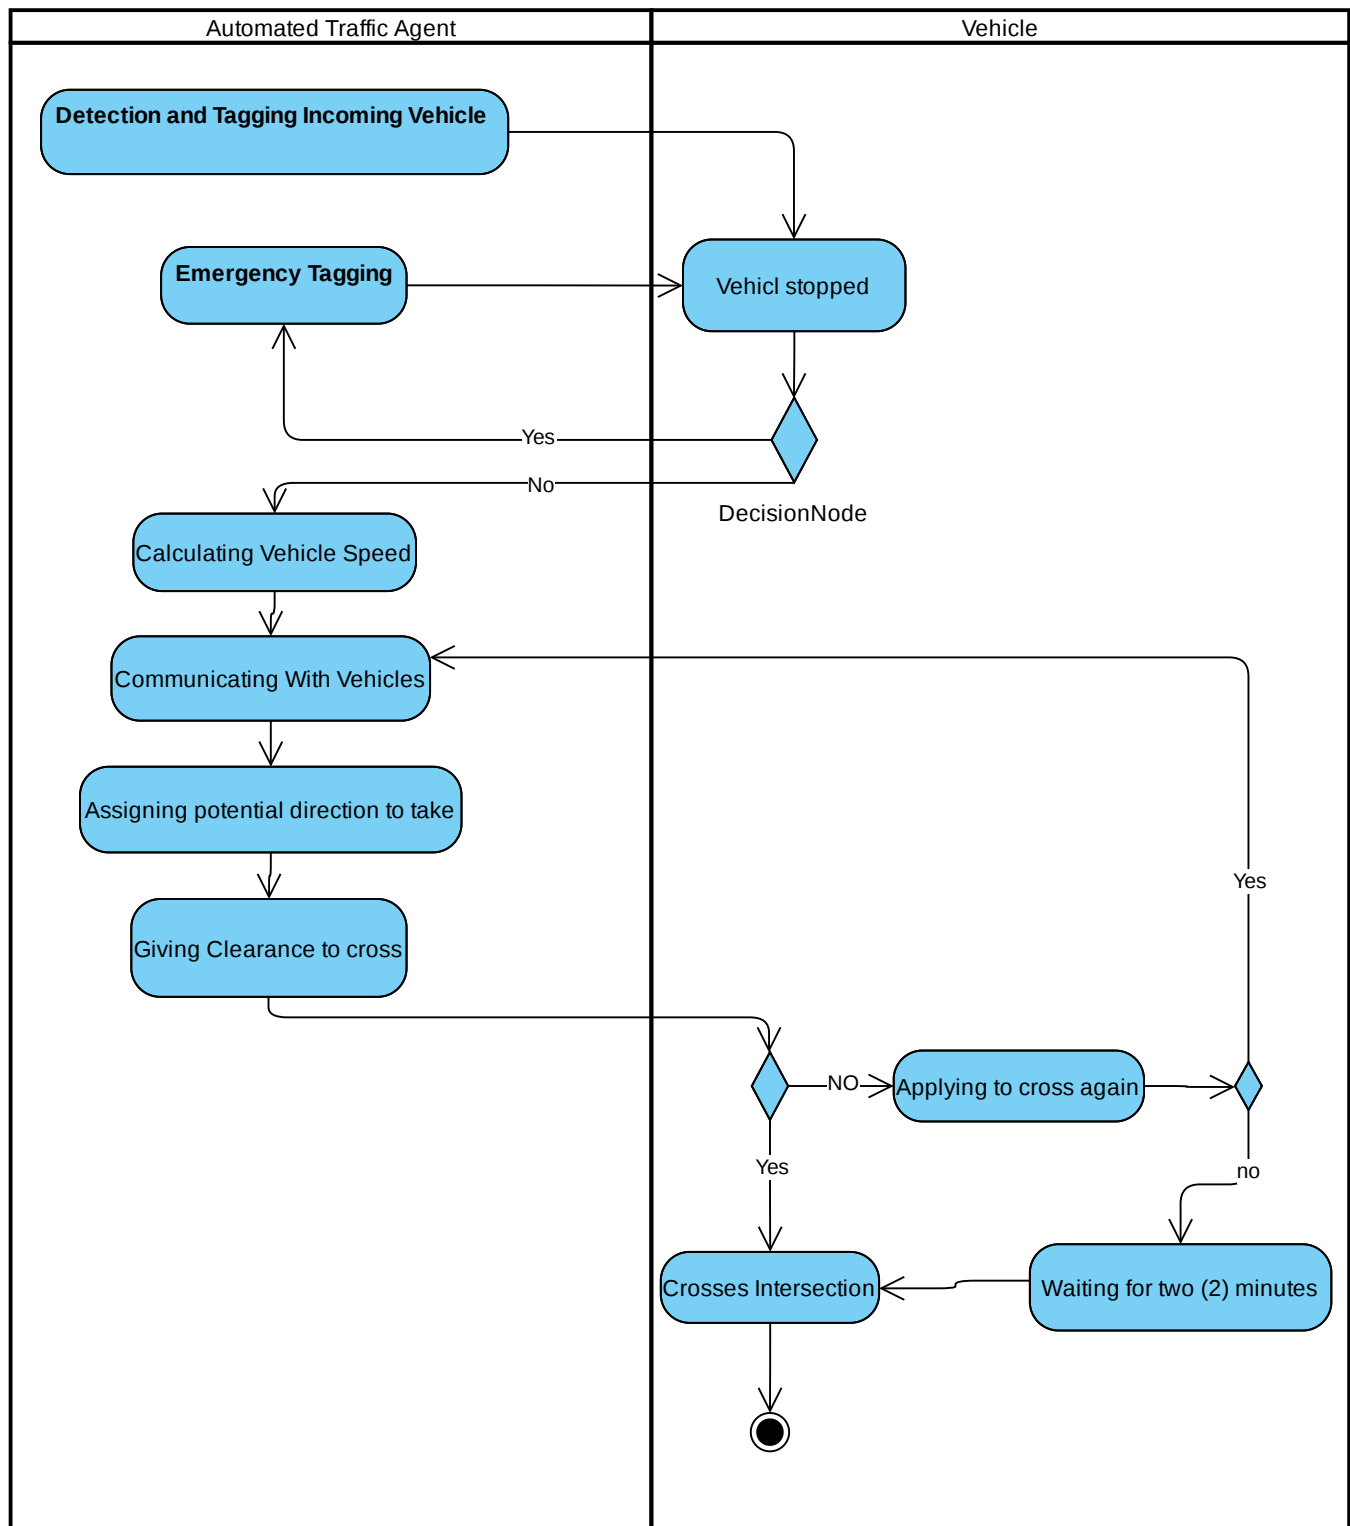 Automated Traffic Agent
Vehicle
Detection and Tagging Incoming Vehicle
Emergency Tagging
Vehicl stopped
Yes
No
DecisionNode
Calculating Vehicle Speed
Communicating With Vehicles
Assigning potential direction to take
Yes
Giving Clearance to cross
NO
Applying to cross again
Yes
no
Crosses Intersection
Waiting for two (2) minutes